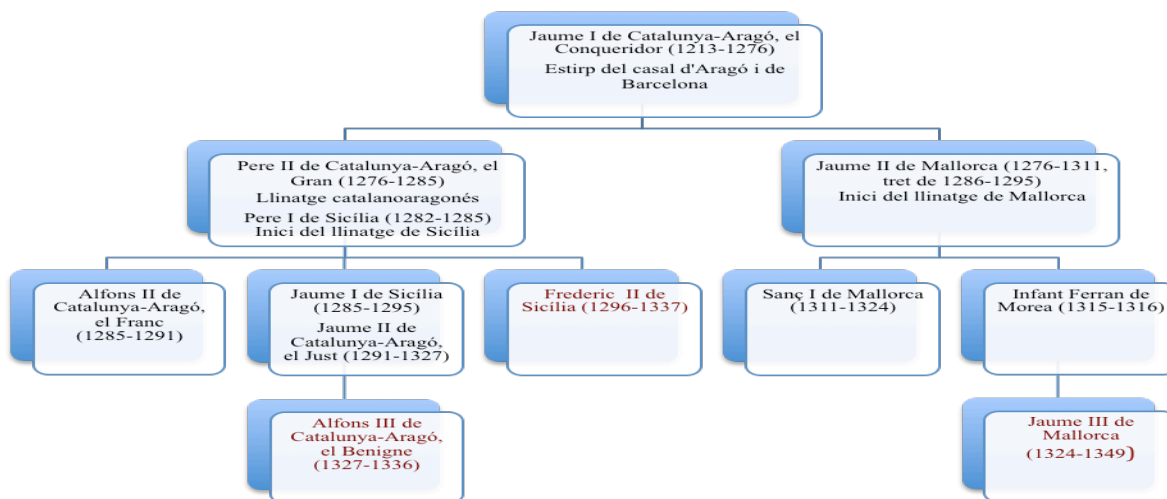 Jaume I de Catalunya-Aragó, el
Conqueridor (1213-1276)
Estirp del casal d'Aragó i de
Barcelona
Pere II de Catalunya-Aragó, el
Gran (1276-1285)
Llinatge catalanoaragonés
Pere I de Sicília (1282-1285)
Inici del llinatge de Sicília
Jaume II de Mallorca (1276-1311,
tret de 1286-1295)
Inici del llinatge de Mallorca
Alfons II de
Catalunya-Aragó,
el Franc
(1285-1291)
Jaume I de Sicília
(1285-1295)
Jaume II de
Catalunya-Aragó,
el Just (1291-1327)
Frederic II de
Sicília (1296-1337)
Sanç I de Mallorca
(1311-1324)
Infant Ferran de
Morea (1315-1316)
Alfons III de
Catalunya-Aragó,
el Benigne
(1327-1336)
Jaume III de
Mallorca
(1324-1349)